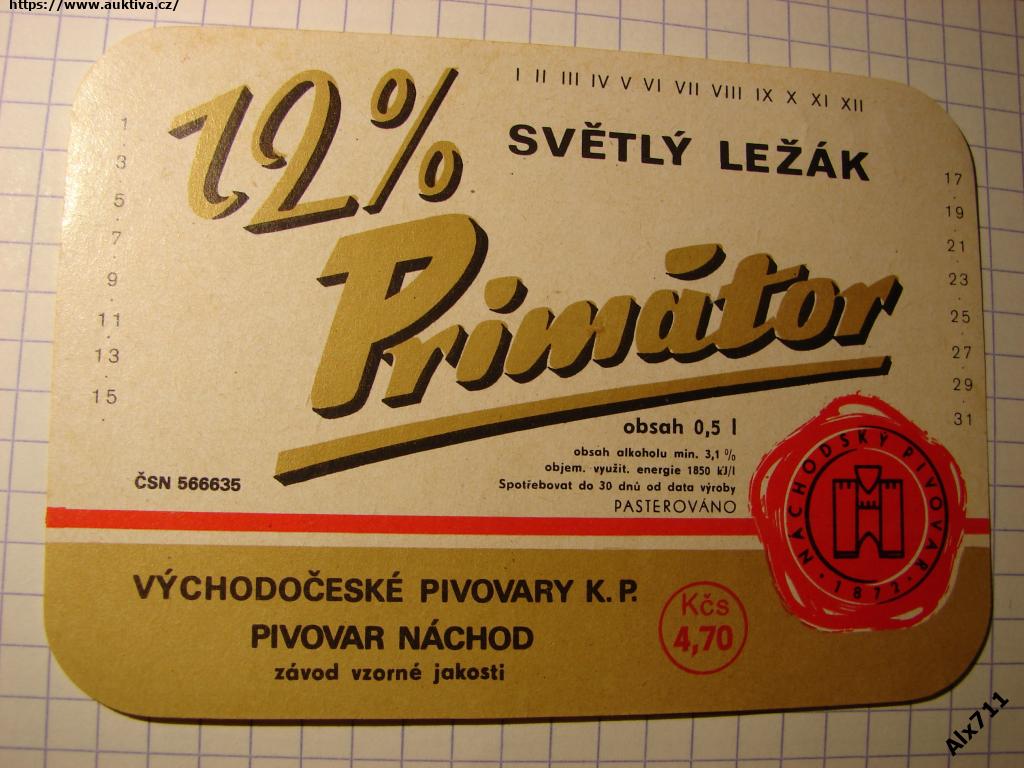 https://www.auktiva.cz/
I II III IV V VI VII VIII IX X XI XII
12%
SVĚTLÝ LEŽÁK
1
3
5
7
9
11
13
15
17
19
21
23
25
27
29
31
Primátor
obsah 0,5 l
obsah alkoholu min. 3,1 %
objem. využit. energie 1850 kJ/l
Spotřebovat do 30 dnů od data výroby
PASTEROVÁNO
ČSN 566635
NÁCHODSKÝ PIVOVAR · 1872 ·
VÝCHODOČESKÉ PIVOVARY K. P.
PIVOVAR NÁCHOD
závod vzorné jakosti
Kčs
4,70
Alx711